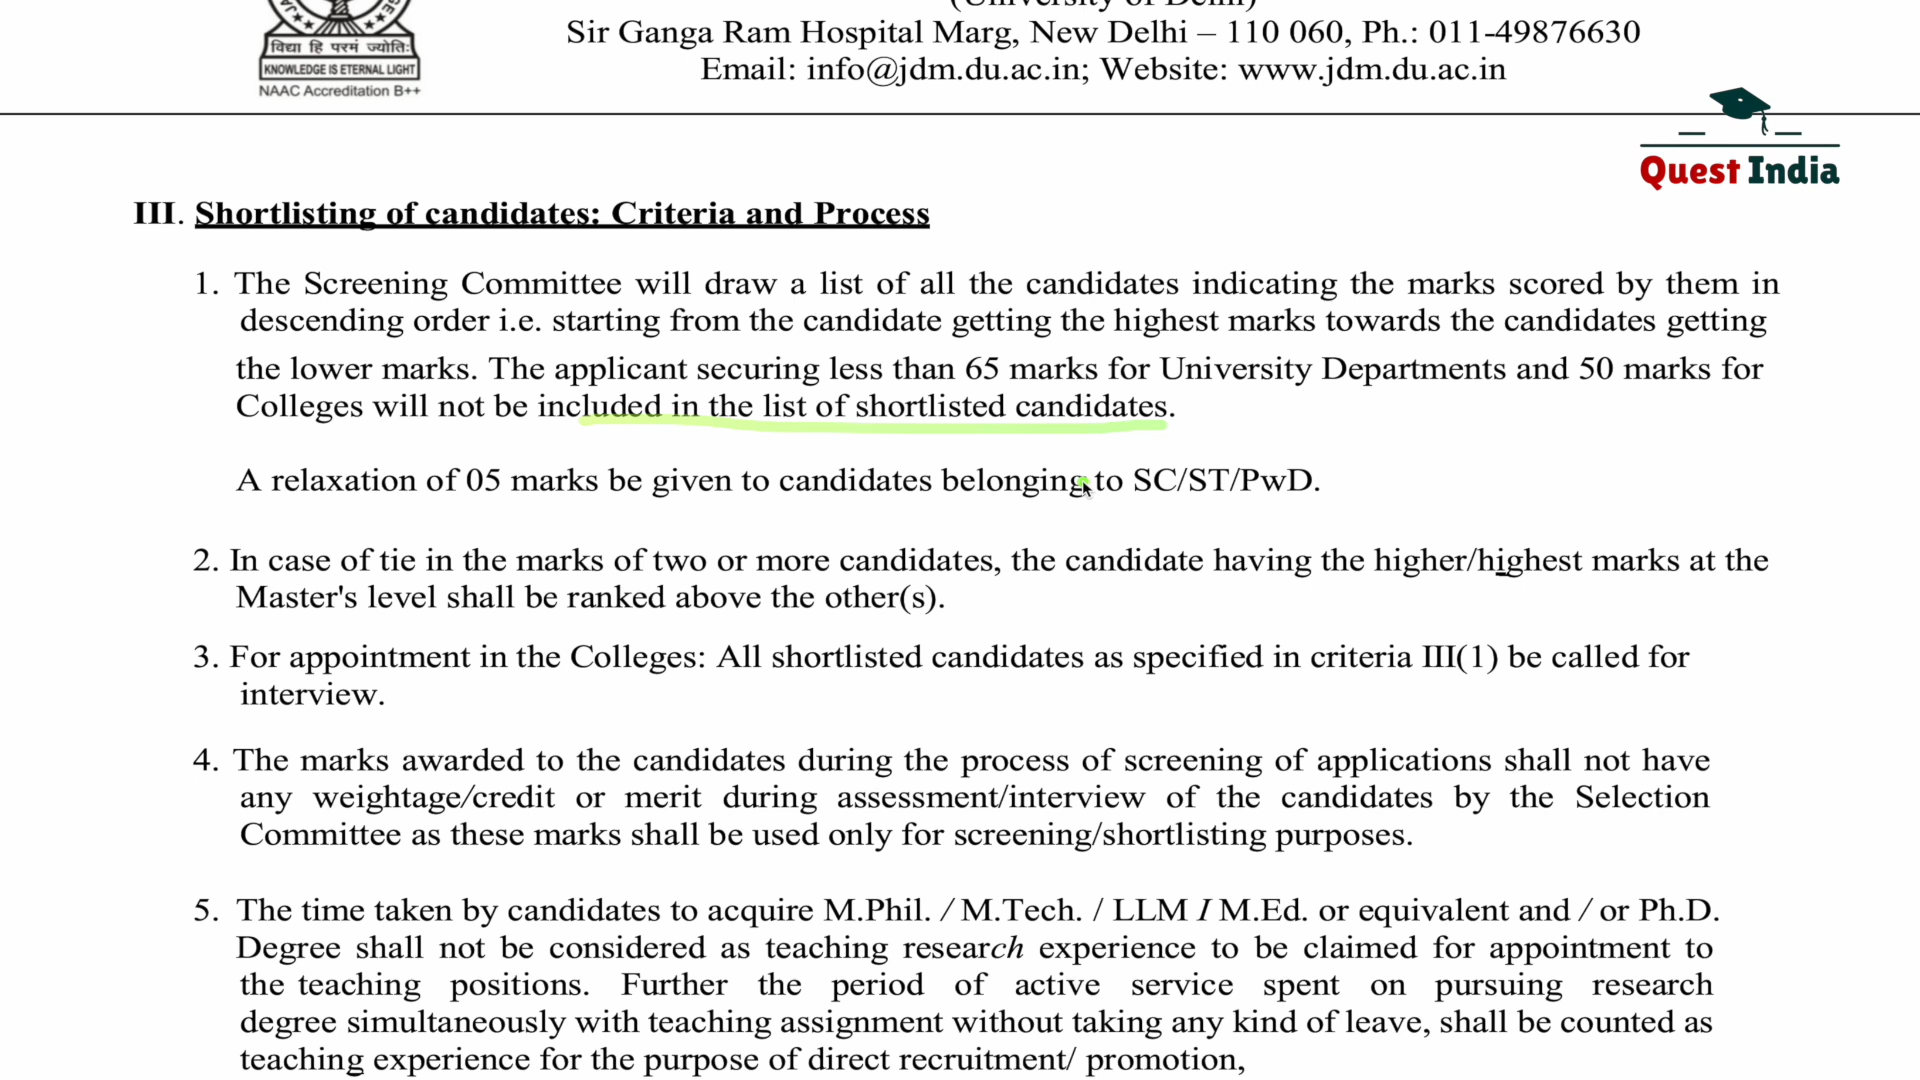 (University of Delhi)
Sir Ganga Ram Hospital Marg, New Delhi – 110 060, Ph.: 011-49876630
Email: info@jdm.du.ac.in; Website: www.jdm.du.ac.in
विद्या हि परमं ज्योतिः
KNOWLEDGE IS ETERNAL LIGHT
NAAC Accreditation B++
Quest India
III. Shortlisting of candidates: Criteria and Process
1. The Screening Committee will draw a list of all the candidates indicating the marks scored by them in
descending order i.e. starting from the candidate getting the highest marks towards the candidates getting
the lower marks. The applicant securing less than 65 marks for University Departments and 50 marks for
Colleges will not be included in the list of shortlisted candidates.
A relaxation of 05 marks be given to candidates belonging to SC/ST/PwD.
2. In case of tie in the marks of two or more candidates, the candidate having the higher/highest marks at the
Master's level shall be ranked above the other(s).
3. For appointment in the Colleges: All shortlisted candidates as specified in criteria III(1) be called for
interview.
4. The marks awarded to the candidates during the process of screening of applications shall not have
any weightage/credit or merit during assessment/interview of the candidates by the Selection
Committee as these marks shall be used only for screening/shortlisting purposes.
5. The time taken by candidates to acquire M.Phil. / M.Tech. / LLM I M.Ed. or equivalent and / or Ph.D.
Degree shall not be considered as teaching research experience to be claimed for appointment to
the teaching positions. Further the period of active service spent on pursuing research
degree simultaneously with teaching assignment without taking any kind of leave, shall be counted as
teaching experience for the purpose of direct recruitment/ promotion,